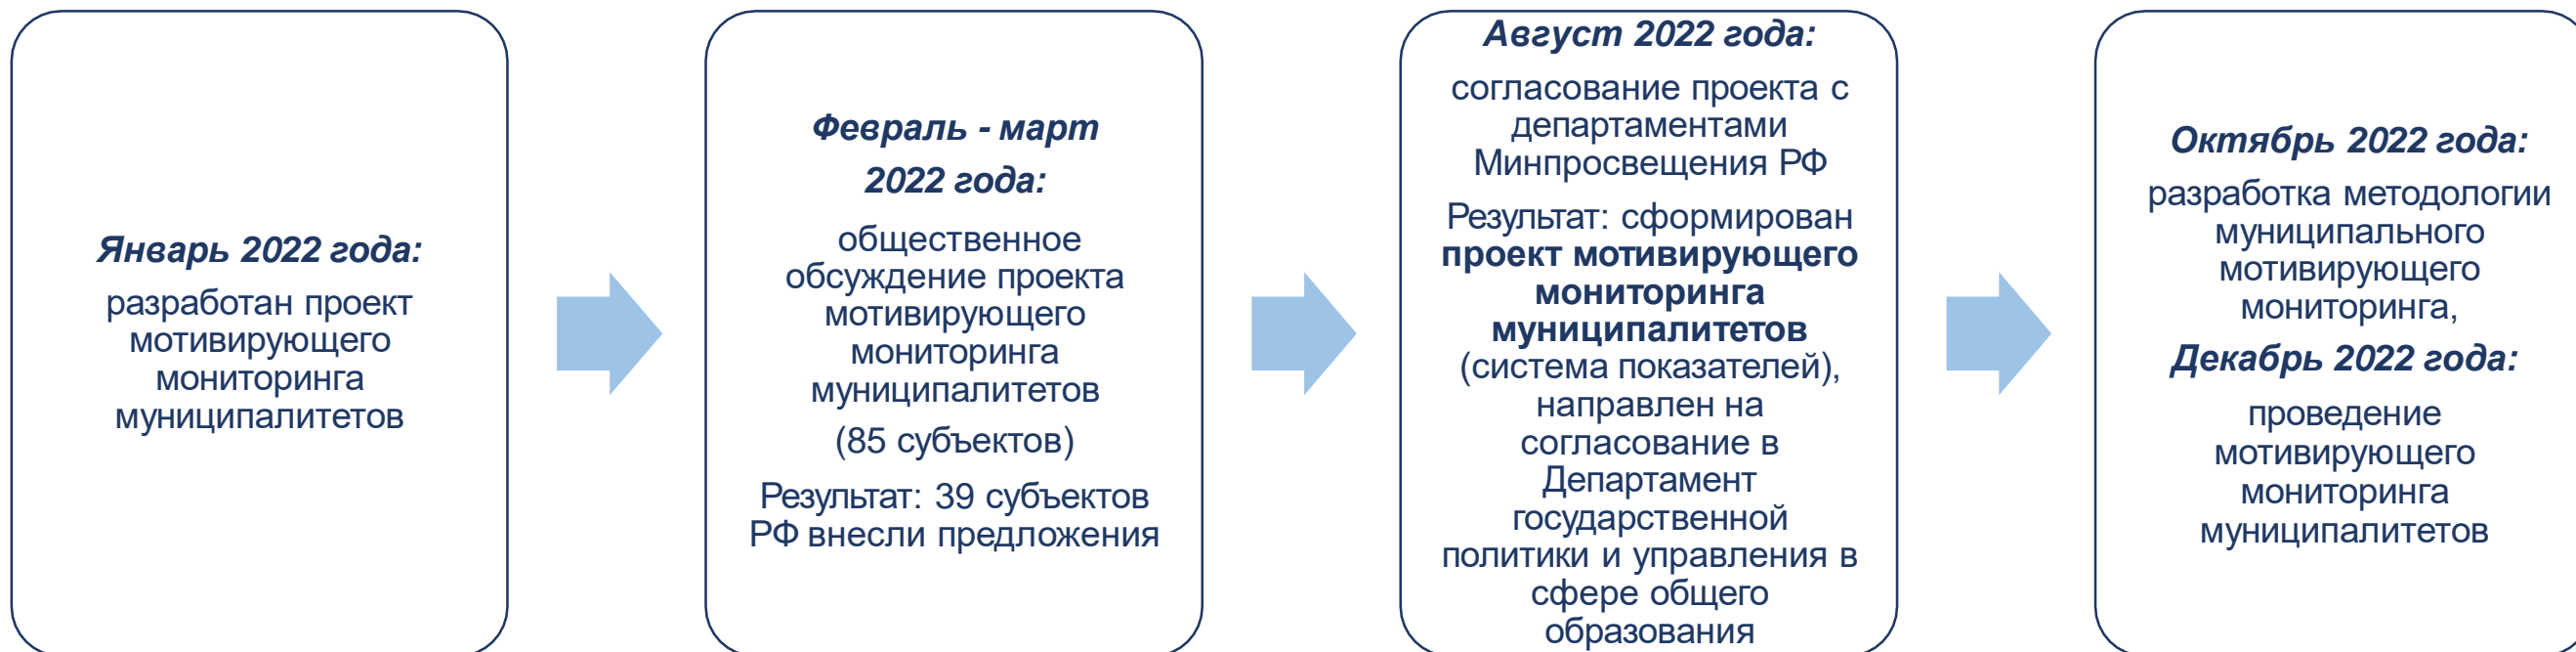 Январь 2022 года:
разработан проект
мотивирующего
мониторинга
муниципалитетов
Февраль - март
2022 года:
общественное
обсуждение проекта
мотивирующего
мониторинга
муниципалитетов
(85 субъектов)
Результат: 39 субъектов
РФ внесли предложения
Август 2022 года:
согласование проекта с
департаментами
Минпросвещения РФ
Результат: сформирован
проект мотивирующего
мониторинга
муниципалитетов
(система показателей),
направлен на
согласование в
Департамент
государственной
политики и управления в
сфере общего
образования
Октябрь 2022 года:
разработка методологии
муниципального
мотивирующего
мониторинга,
Декабрь 2022 года:
проведение
мотивирующего
мониторинга
муниципалитетов